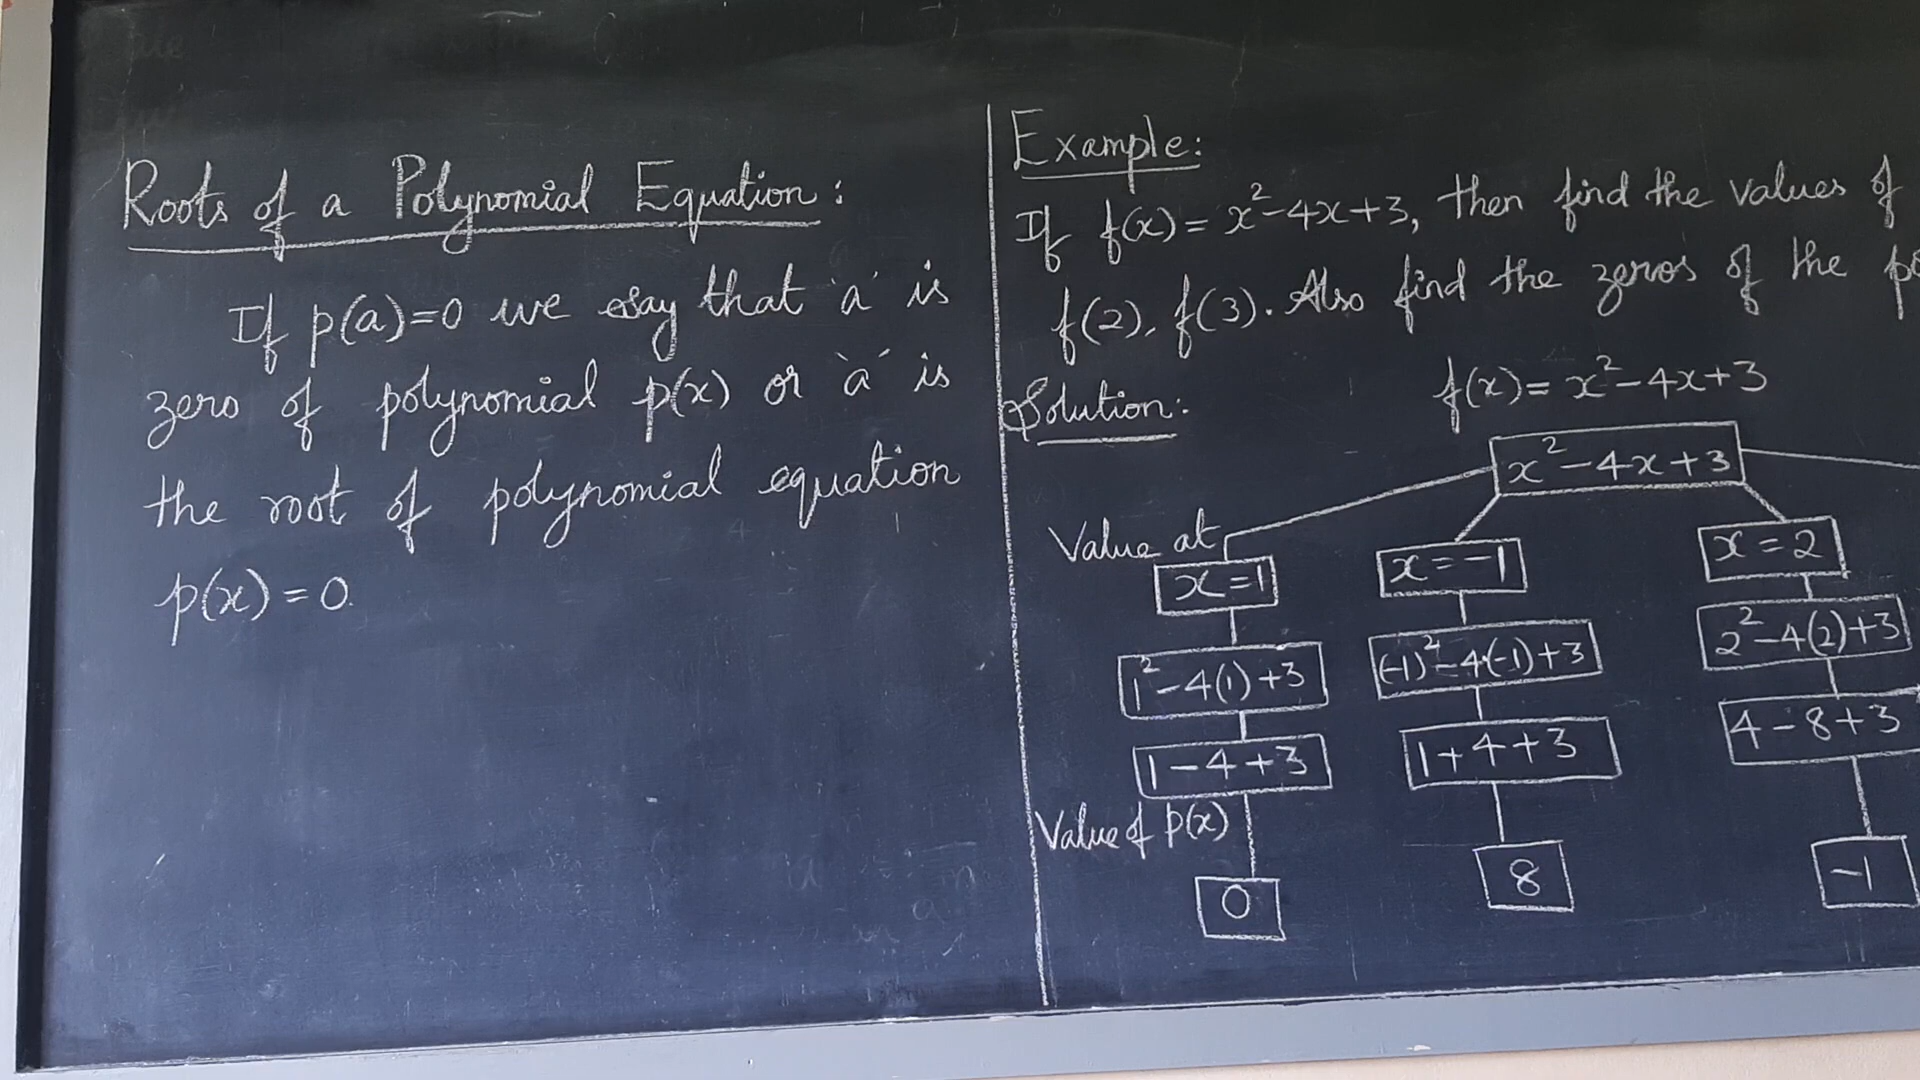 Roots of a Polynomial Equation:
If p(a)=0 we say that `a´ is
zero of polynomial p(x) or `a´ is
the root of polynomial equation
p(x)=0.
Example:
If f(x) = x²-4x+3, then find the values of
f(2), f(3). Also find the zeros of the
Solution:
f(x) = x²-4x+3
x²-4x+3
Value at
x=1
x=-1
x=2
1²-4(1)+3
(-1)²-4(-1)+3
2²-4(2)+3
1-4+3
1+4+3
4-8+3
Value of p(x)
0
8
-1